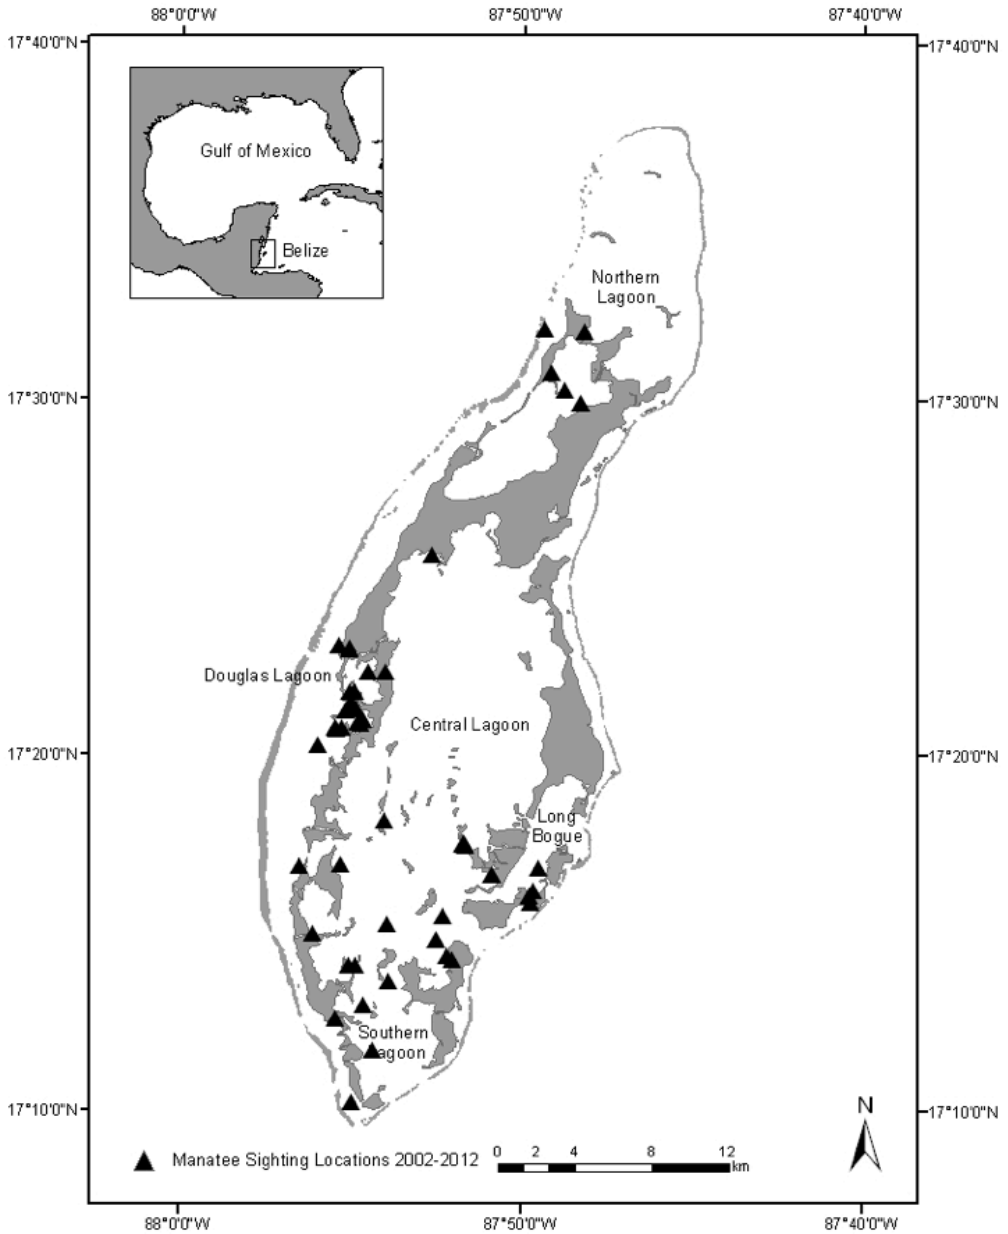 88°0'0"W 87°50'0"W 87°40'0"W
17°40'0"N 17°40'0"N
Gulf of Mexico
Belize
Northern
Lagoon
17°30'0"N 17°30'0"N
Douglas Lagoon
Central Lagoon
17°20'0"N 17°20'0"N
Long
Bogue
Southern
Lagoon
17°10'0"N 17°10'0"N
N
Manatee Sighting Locations 2002-2012
0 2 4 8 12
km
88°0'0"W 87°50'0"W 87°40'0"W